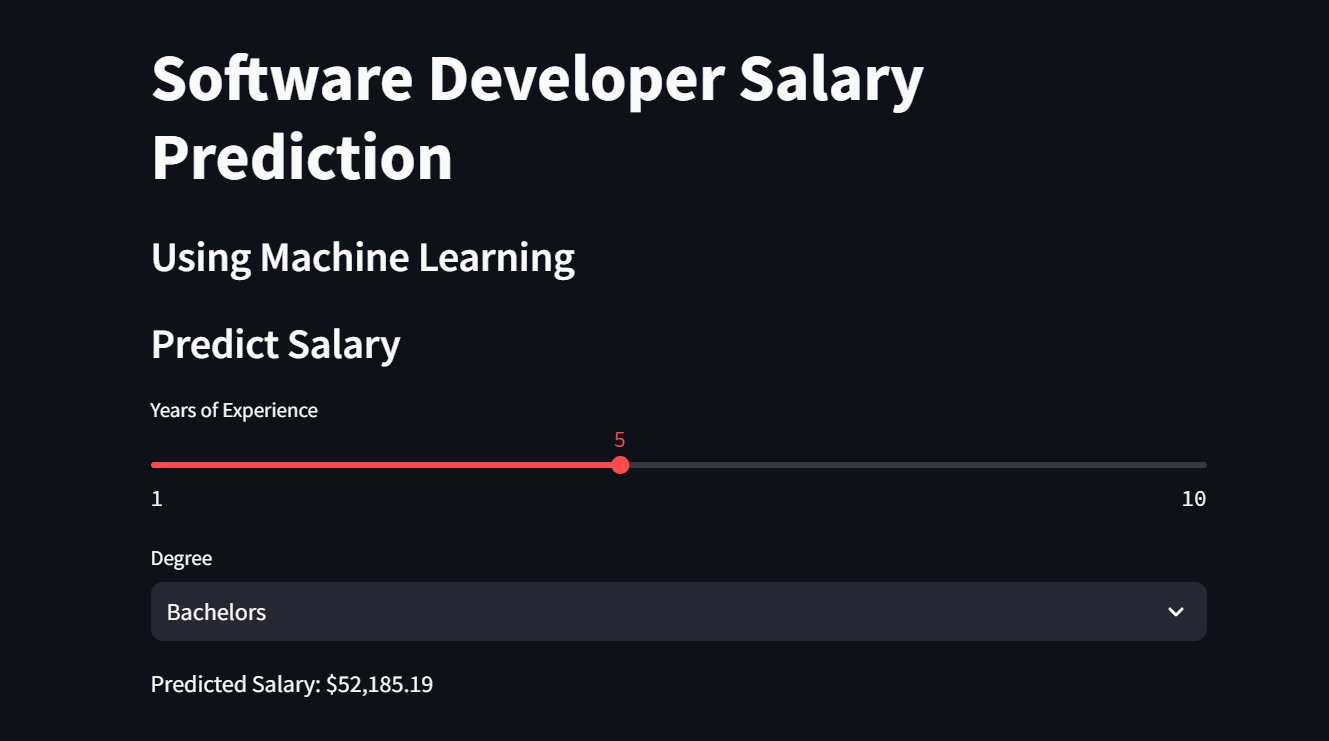 Software Developer Salary
Prediction
Using Machine Learning
Predict Salary
Years of Experience
5
1 10
Degree
Bachelors
Predicted Salary: $52,185.19